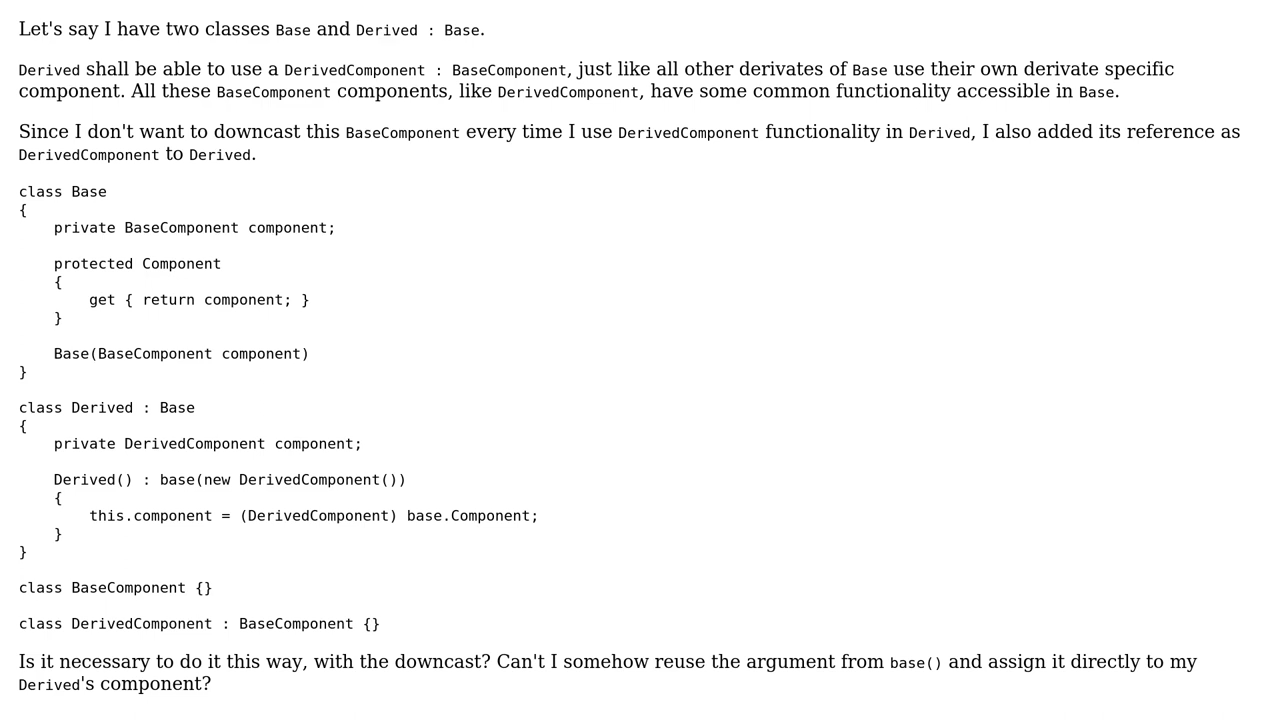 Let's say I have two classes Base and Derived : Base.
Derived shall be able to use a DerivedComponent : BaseComponent, just like all other derivates of Base use their own derivate specific
component. All these BaseComponent components, like DerivedComponent, have some common functionality accessible in Base.
Since I don't want to downcast this BaseComponent every time I use DerivedComponent functionality in Derived, I also added its reference as
DerivedComponent to Derived.
class Base
{
    private BaseComponent component;
    protected Component
    {
        get { return component; }
    }
    Base(BaseComponent component)
}
class Derived : Base
{
    private DerivedComponent component;
    Derived() : base(new DerivedComponent())
    {
        this.component = (DerivedComponent) base.Component;
    }
}
class BaseComponent {}
class DerivedComponent : BaseComponent {}
Is it necessary to do it this way, with the downcast? Can't I somehow reuse the argument from base() and assign it directly to my
Derived's component?